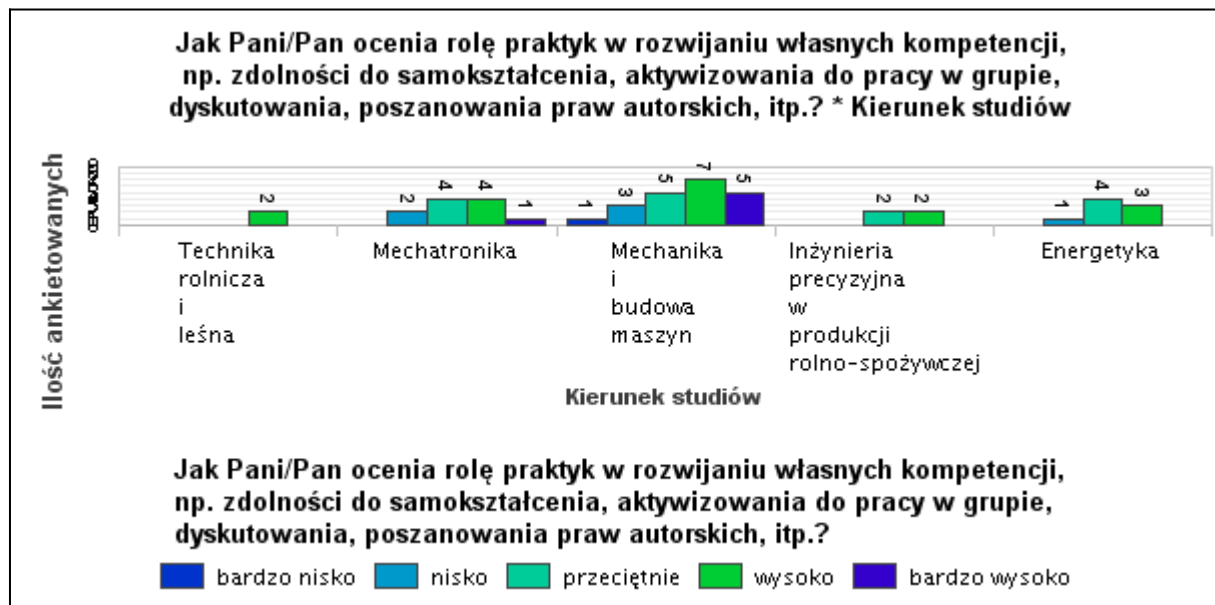 Jak Pani/Pan ocenia rolę praktyk w rozwijaniu własnych kompetencji,
np. zdolności do samokształcenia, aktywizowania do pracy w grupie,
dyskutowania, poszanowania praw autorskich, itp.? * Kierunek studiów
Ilość ankietowanych
2
2 4 4 1
1 3 5 7 5
2 2
1 4 3
Technika
rolnicza
i
leśna
Mechatronika
Mechanika
i
budowa
maszyn
Inżynieria
precyzyjna
w
produkcji
rolno-spożywczej
Energetyka
Kierunek studiów
Jak Pani/Pan ocenia rolę praktyk w rozwijaniu własnych kompetencji,
np. zdolności do samokształcenia, aktywizowania do pracy w grupie,
dyskutowania, poszanowania praw autorskich, itp.?
bardzo nisko nisko przeciętnie wysoko bardzo wysoko